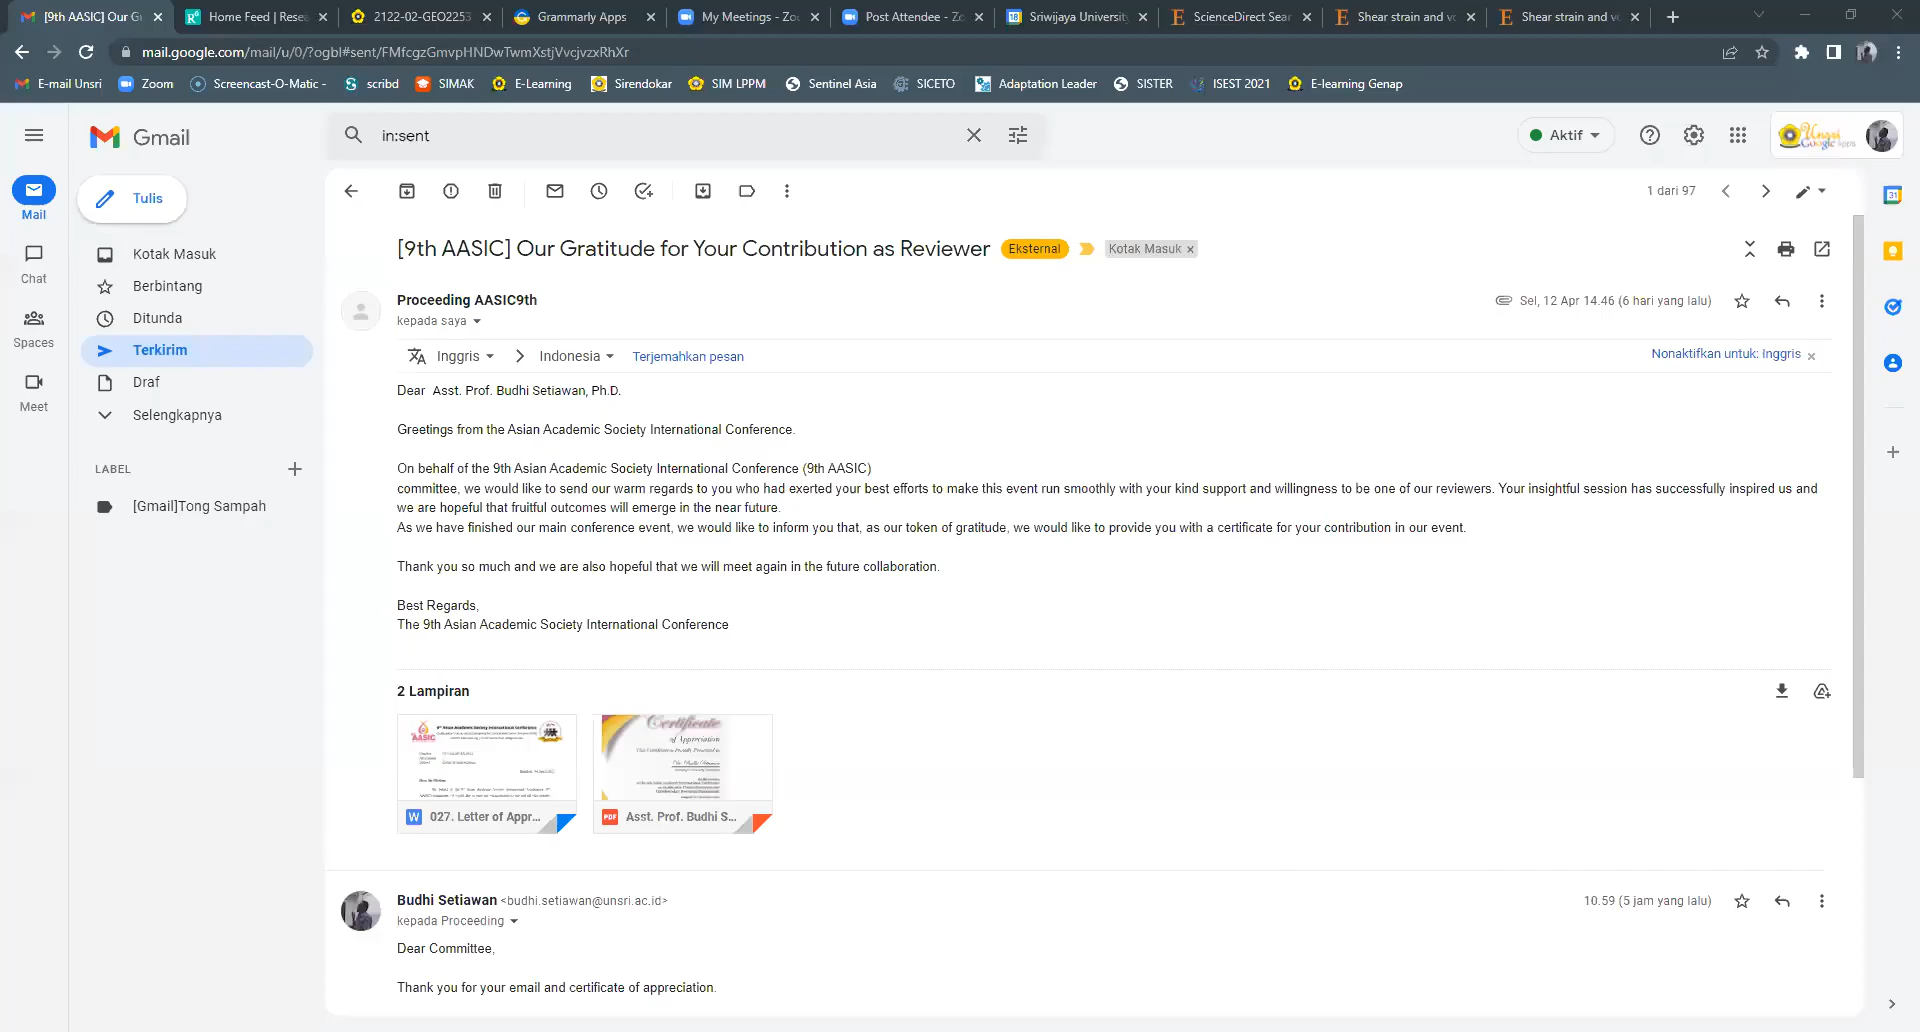 [9th AASIC] Our Gr
Home Feed | Resea
2122-02-GEO2253
Grammarly Apps
My Meetings - Zo
Post Attendee - Zo
Sriwijaya University
ScienceDirect Sear
Shear strain and vo
Shear strain and vo
mail.google.com/mail/u/0/?ogbl#sent/FMfcgzGmvpHNDwTwmXstjVvcjvzxRhXr
E-mail Unsri
Zoom
Screencast-O-Matic -
scribd
SIMAK
E-Learning
Sirendokar
SIM LPPM
Sentinel Asia
SICETO
Adaptation Leader
SISTER
ISEST 2021
E-learning Genap
Gmail
in:sent
Aktif
Unsri
Google apps
Mail
Chat
Spaces
Meet
Tulis
Kotak Masuk
Berbintang
Ditunda
Terkirim
Draf
Selengkapnya
LABEL
[Gmail]Tong Sampah
1 dari 97
[9th AASIC] Our Gratitude for Your Contribution as Reviewer Eksternal Kotak Masuk ×
Proceeding AASIC9th
Sel, 12 Apr 14.46 (6 hari yang lalu)
kepada saya
Inggris > Indonesia Terjemahkan pesan
Nonaktifkan untuk: Inggris ×
Dear  Asst. Prof. Budhi Setiawan, Ph.D.
Greetings from the Asian Academic Society International Conference.
On behalf of the 9th Asian Academic Society International Conference (9th AASIC)
committee, we would like to send our warm regards to you who had exerted your best efforts to make this event run smoothly with your kind support and willingness to be one of our reviewers. Your insightful session has successfully inspired us and
we are hopeful that fruitful outcomes will emerge in the near future.
As we have finished our main conference event, we would like to inform you that, as our token of gratitude, we would like to provide you with a certificate for your contribution in our event.
Thank you so much and we are also hopeful that we will meet again in the future collaboration.
Best Regards,
The 9th Asian Academic Society International Conference
2 Lampiran
AASIC
9th Asian Academic Society International Conference
W 027. Letter of Appr...
Certificate
of Appreciation
PDF Asst. Prof. Budhi S...
Budhi Setiawan <budhi.setiawan@unsri.ac.id>
10.59 (5 jam yang lalu)
kepada Proceeding
Dear Committee,
Thank you for your email and certificate of appreciation.